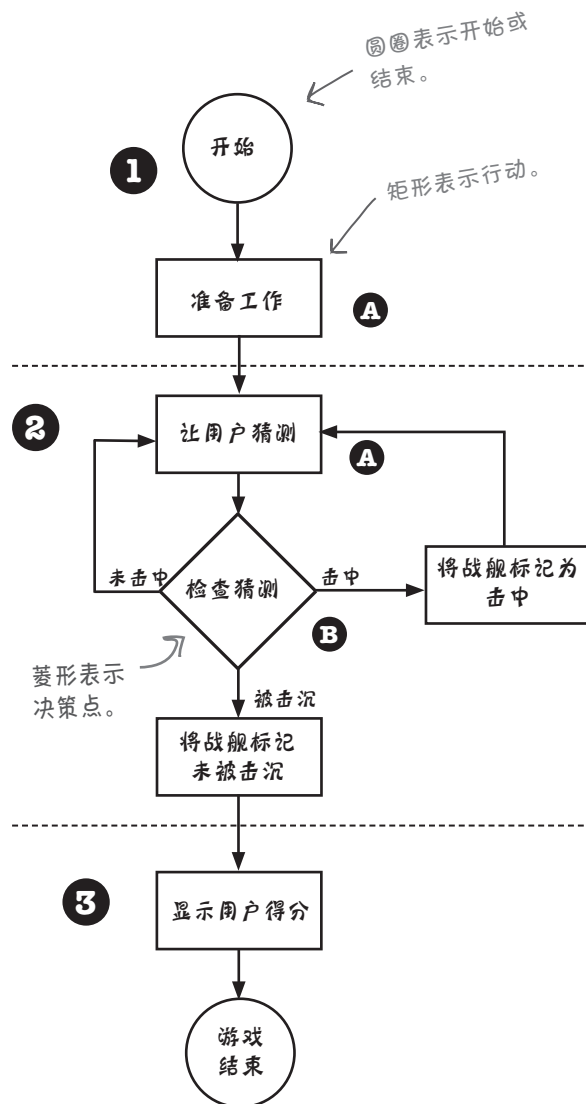 圆圈表示开始或
结束。
1
开始
矩形表示行动。
准备工作
A
2
让用户猜测
A
未击中
检查猜测
击中
将战舰标记为
击中
B
菱形表示
决策点。
被击沉
将战舰标记
未被击沉
3
显示用户得分
游戏
结束